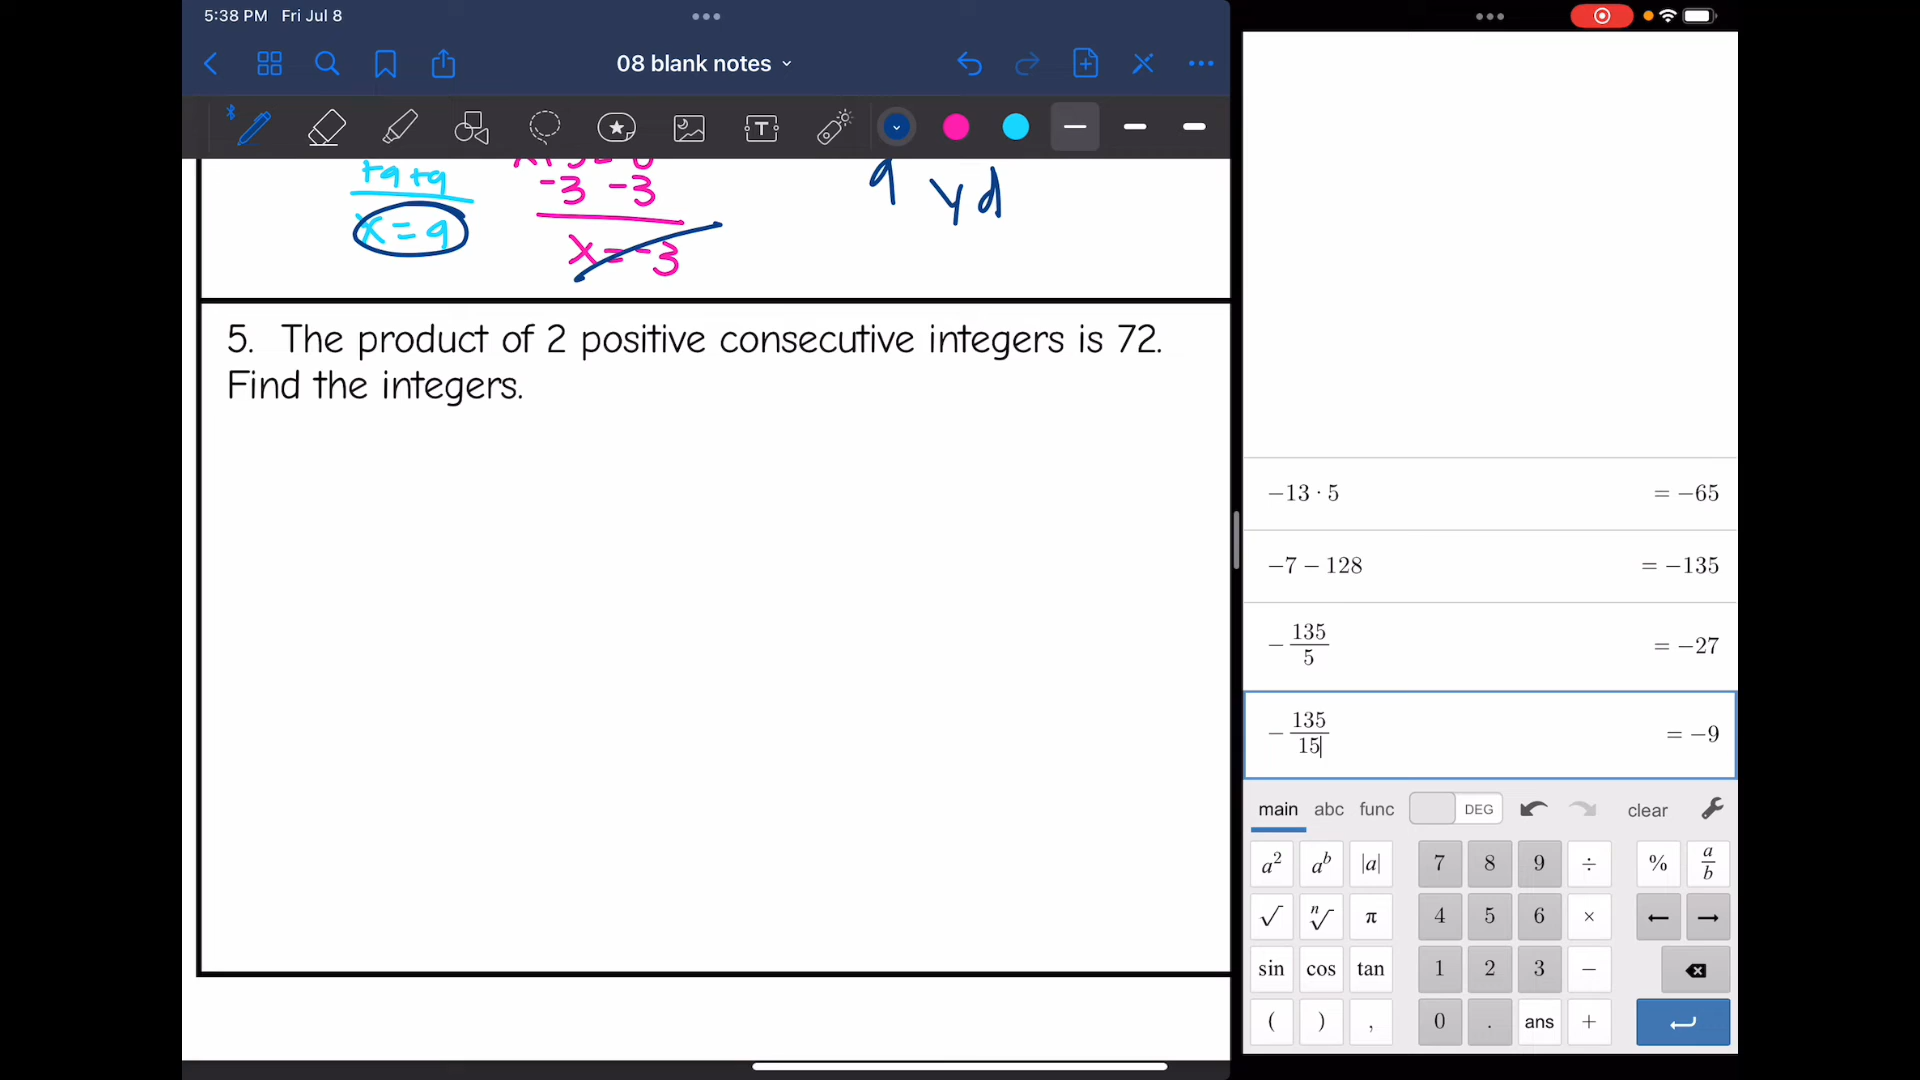 5:38 PM Fri Jul 8
08 blank notes
T
+9 +9
-3 -3
9 yd
x = 9
x = -3
5. The product of 2 positive consecutive integers is 72.
Find the integers.
−13 · 5 = −65
−7 − 128 = −135
− 135/5 = −27
− 135/15 = −9
main abc func DEG clear
a² aᵇ |a| 7 8 9 ÷ % a/b
√ ⁿ√ π 4 5 6 × ← →
sin cos tan 1 2 3 −
( ) , 0 . ans +